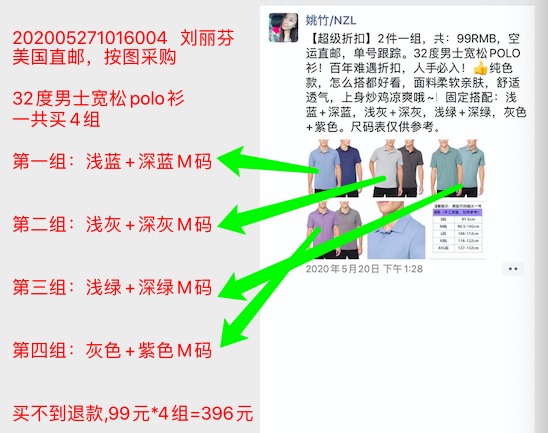 202005271016004 刘丽芬
美国直邮，按图采购
32度男士宽松polo衫
一共买4组
第一组：浅蓝+深蓝M码
第二组：浅灰+深灰M码
第三组：浅绿+深绿M码
第四组：灰色+紫色M码
买不到退款,99元*4组=396元
姚竹/NZL
【超级折扣】2件一组，共：99RMB，空
运直邮，单号跟踪。32度男士宽松POLO
衫！百年难遇折扣，人手必入！👍纯色
款，怎么搭都好看，面料柔软亲肤，舒适
透气，上身炒鸡凉爽哦~！固定搭配：浅
蓝+深蓝，浅灰+深灰，浅绿+深绿，灰色
+紫色。尺码表仅供参考。
2020年5月20日 下午1:28